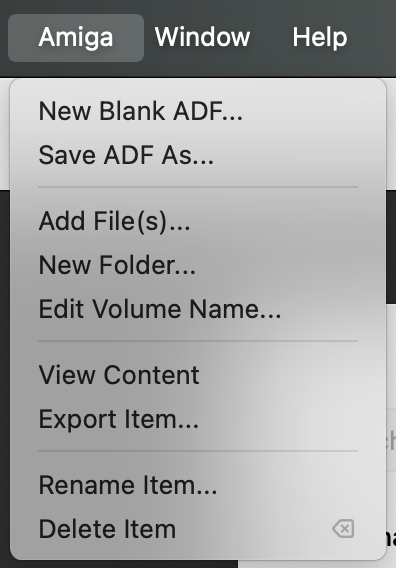 Amiga Window Help
New Blank ADF...
Save ADF As...
Add File(s)...
New Folder...
Edit Volume Name...
View Content
Export Item...
Rename Item...
Delete Item